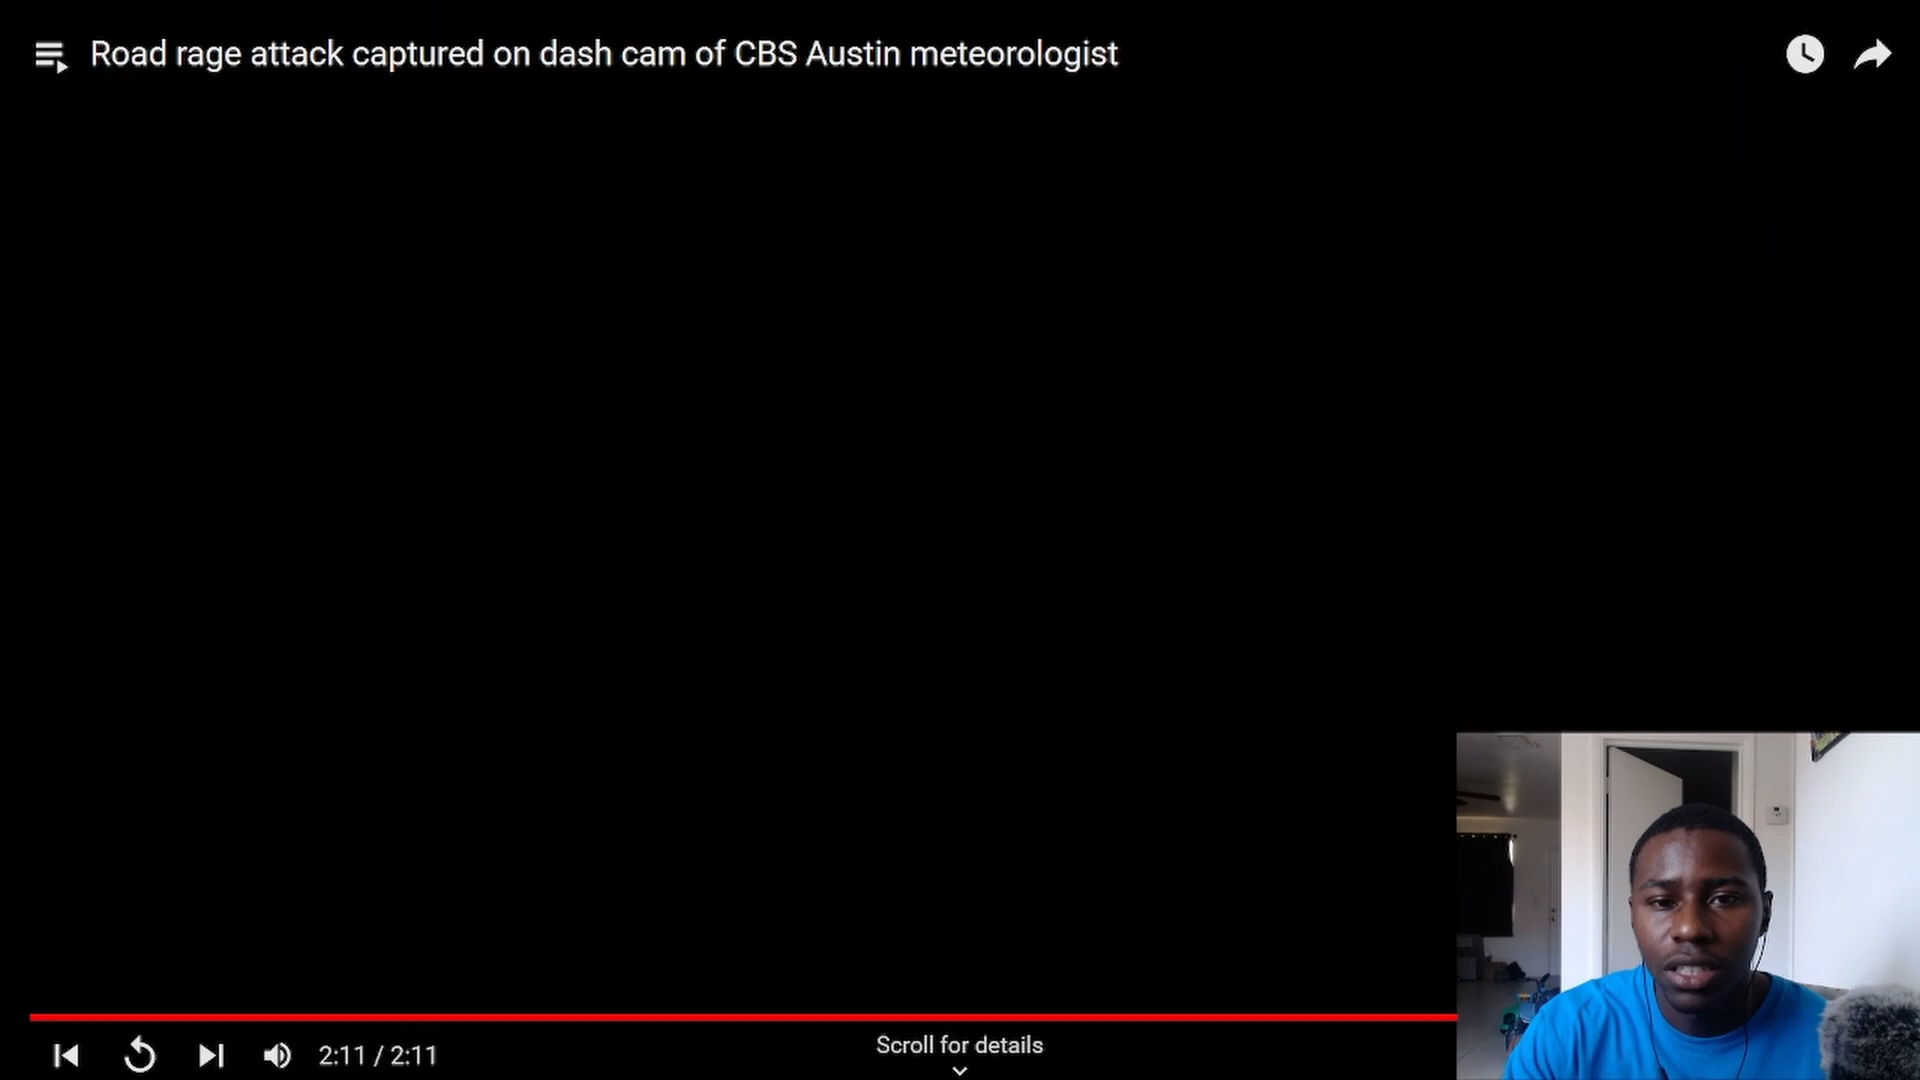 Road rage attack captured on dash cam of CBS Austin meteorologist
Scroll for details
2:11 / 2:11